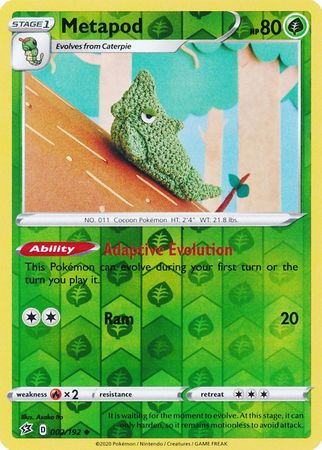 STAGE 1
Metapod
HP 80
Evolves from Caterpie
NO. 011 Cocoon Pokémon HT: 2'4" WT: 21.8 lbs.
Ability Adaptive Evolution
This Pokémon can evolve during your first turn or the
turn you play it.
Ram 20
weakness ×2 resistance retreat
Illus. Asako Ito
It is waiting for the moment to evolve. At this stage, it can
only harden, so it remains motionless to avoid attack.
D 002/192
©2020 Pokémon / Nintendo / Creatures / GAME FREAK